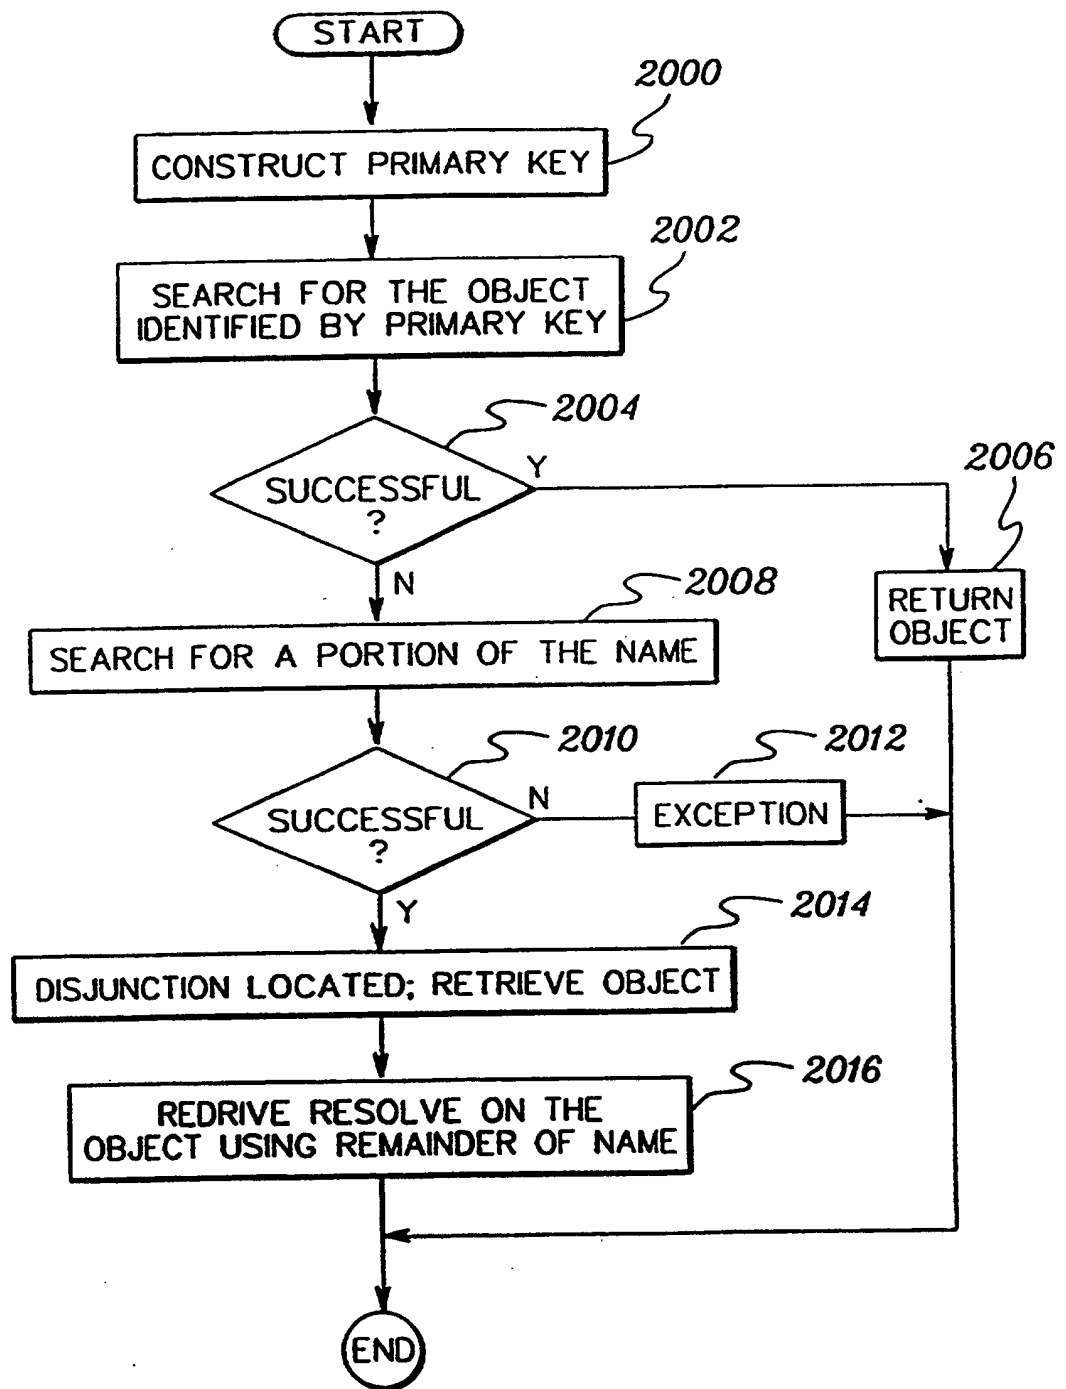 START
2000
CONSTRUCT PRIMARY KEY
2002
SEARCH FOR THE OBJECT
IDENTIFIED BY PRIMARY KEY
2004
SUCCESSFUL
?
Y
2006
RETURN
OBJECT
N
2008
SEARCH FOR A PORTION OF THE NAME
2010
SUCCESSFUL
?
N
2012
EXCEPTION
Y
2014
DISJUNCTION LOCATED; RETRIEVE OBJECT
2016
REDRIVE RESOLVE ON THE
OBJECT USING REMAINDER OF NAME
END